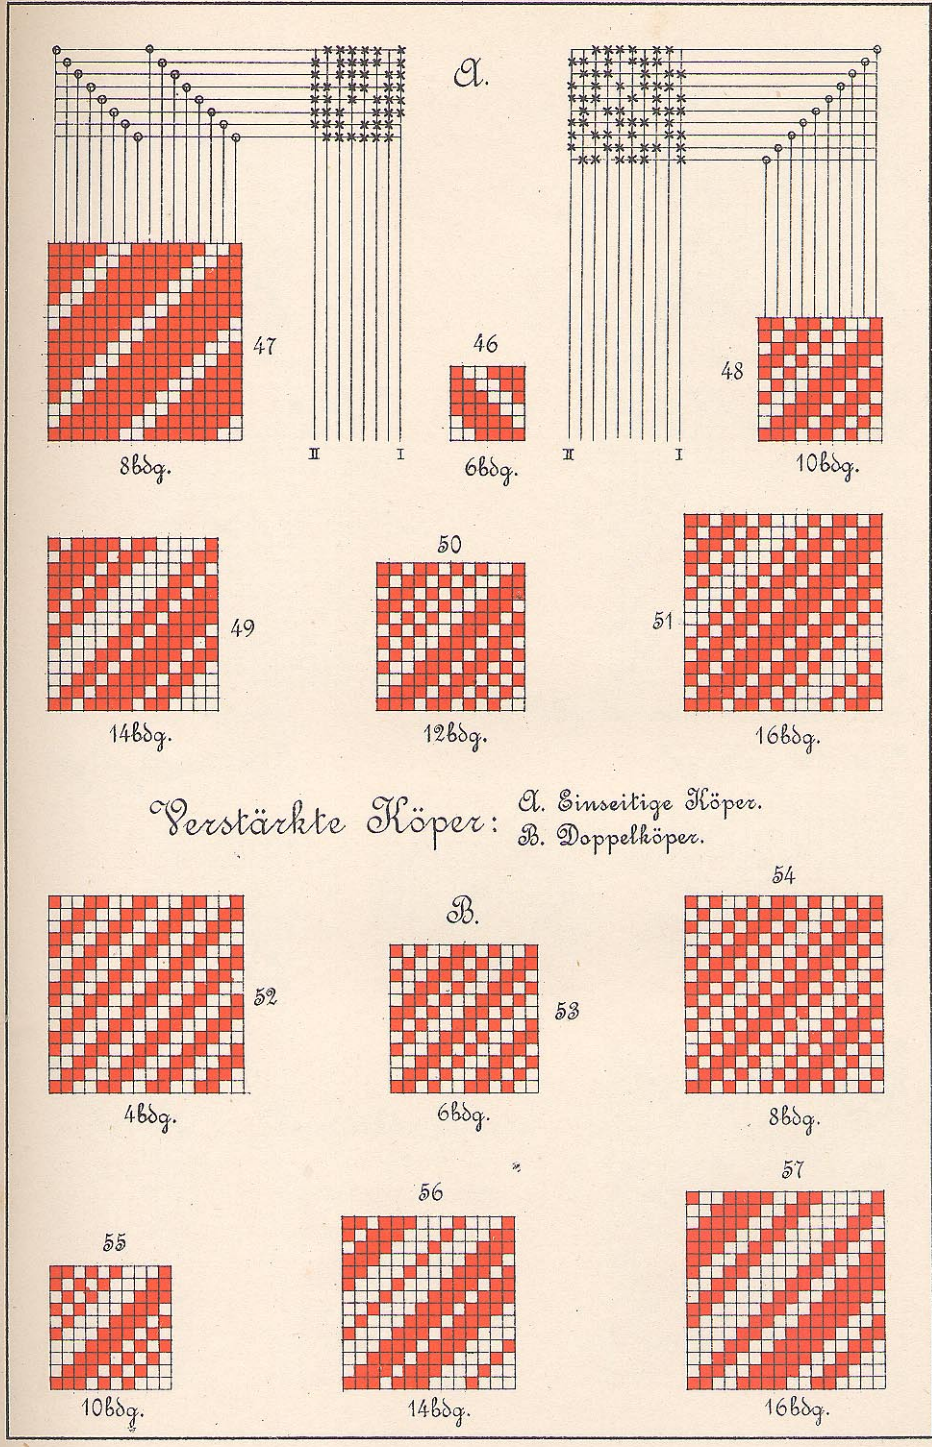 A.
47
8bdg.
II
I
46
6bdg.
II
I
48
10bdg.
49
14bdg.
50
12bdg.
51
16bdg.
Verstärkte Köper:
A. Einseitige Köper.
B. Doppelköper.
52
4bdg.
B.
53
6bdg.
54
8bdg.
55
10bdg.
56
14bdg.
57
16bdg.